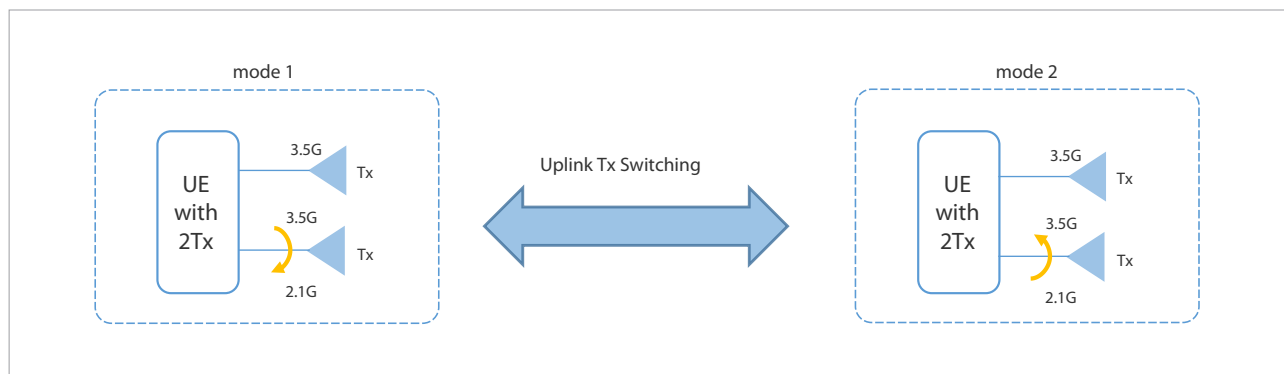 mode 1
3.5G
Tx
UE
with
2Tx
3.5G
Tx
2.1G
Uplink Tx Switching
mode 2
3.5G
Tx
UE
with
2Tx
3.5G
Tx
2.1G